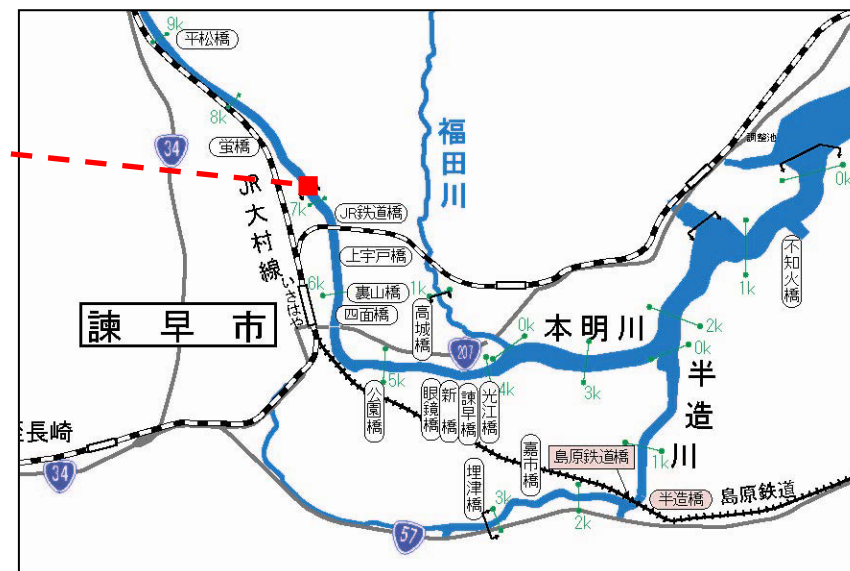 9k
平松橋
8k
34
蛍橋
福田川
調整池
0k
7k
JR大村線
JR鉄道橋
上宇戸橋
不知火橋
6k
いさはや
裏山橋
1k
1k
四面橋
高城橋
諫早市
207
0k
本明川
2k
0k
5k
4k
3k
公園橋
眼鏡橋
新橋
諫早橋
光江橋
半造川
長崎
嘉市橋
島原鉄道橋
1k
34
埋津橋
3k
2k
半造橋
島原鉄道
57